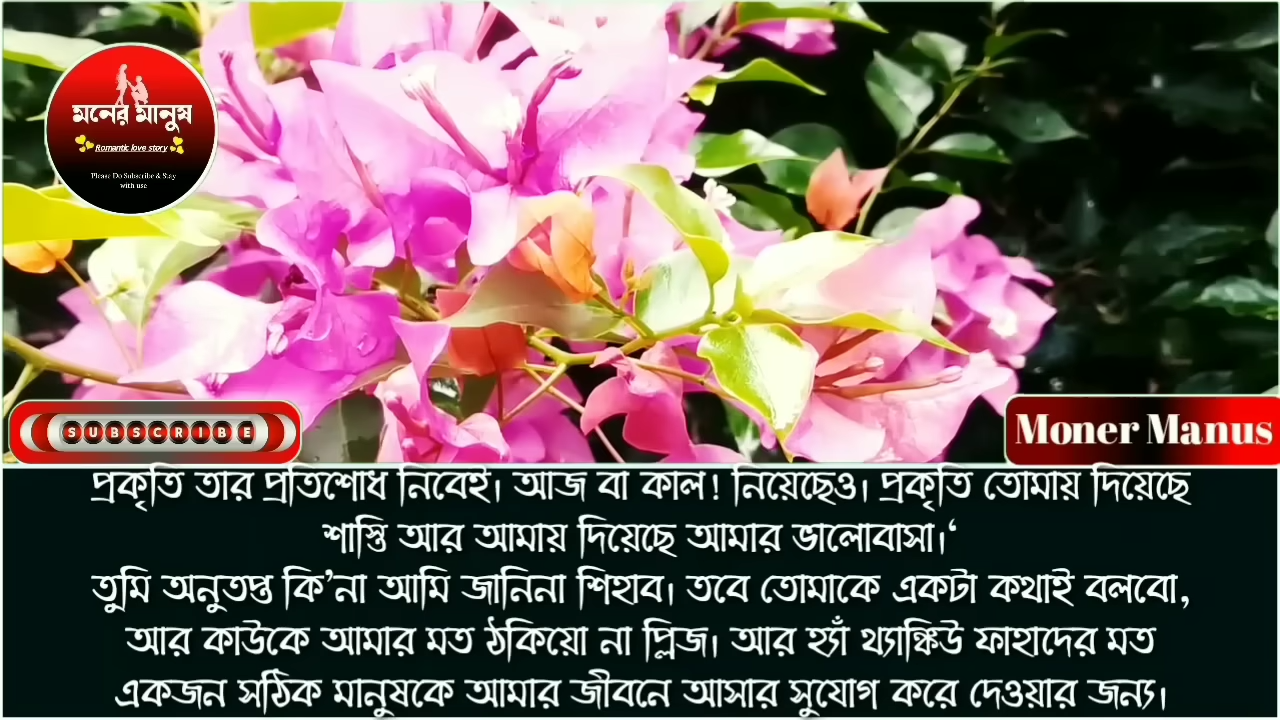 মনের মানুষ
Romantic love story
Please Do Subscribe & Stay
with use
SUBSCRIBE
Moner Manus
প্রকৃতি তার প্রতিশোধ নিবেই। আজ বা কাল! নিয়েছেও। প্রকৃতি তোমায় দিয়েছে
শাস্তি আর আমায় দিয়েছে আমার ভালোবাসা।‘
তুমি অনুতপ্ত কি’না আমি জানিনা শিহাব। তবে তোমাকে একটা কথাই বলবো,
আর কাউকে আমার মত ঠকিয়ো না প্লিজ। আর হ্যাঁ থ্যাঙ্কিউ ফাহাদের মত
একজন সঠিক মানুষকে আমার জীবনে আসার সুযোগ করে দেওয়ার জন্য।